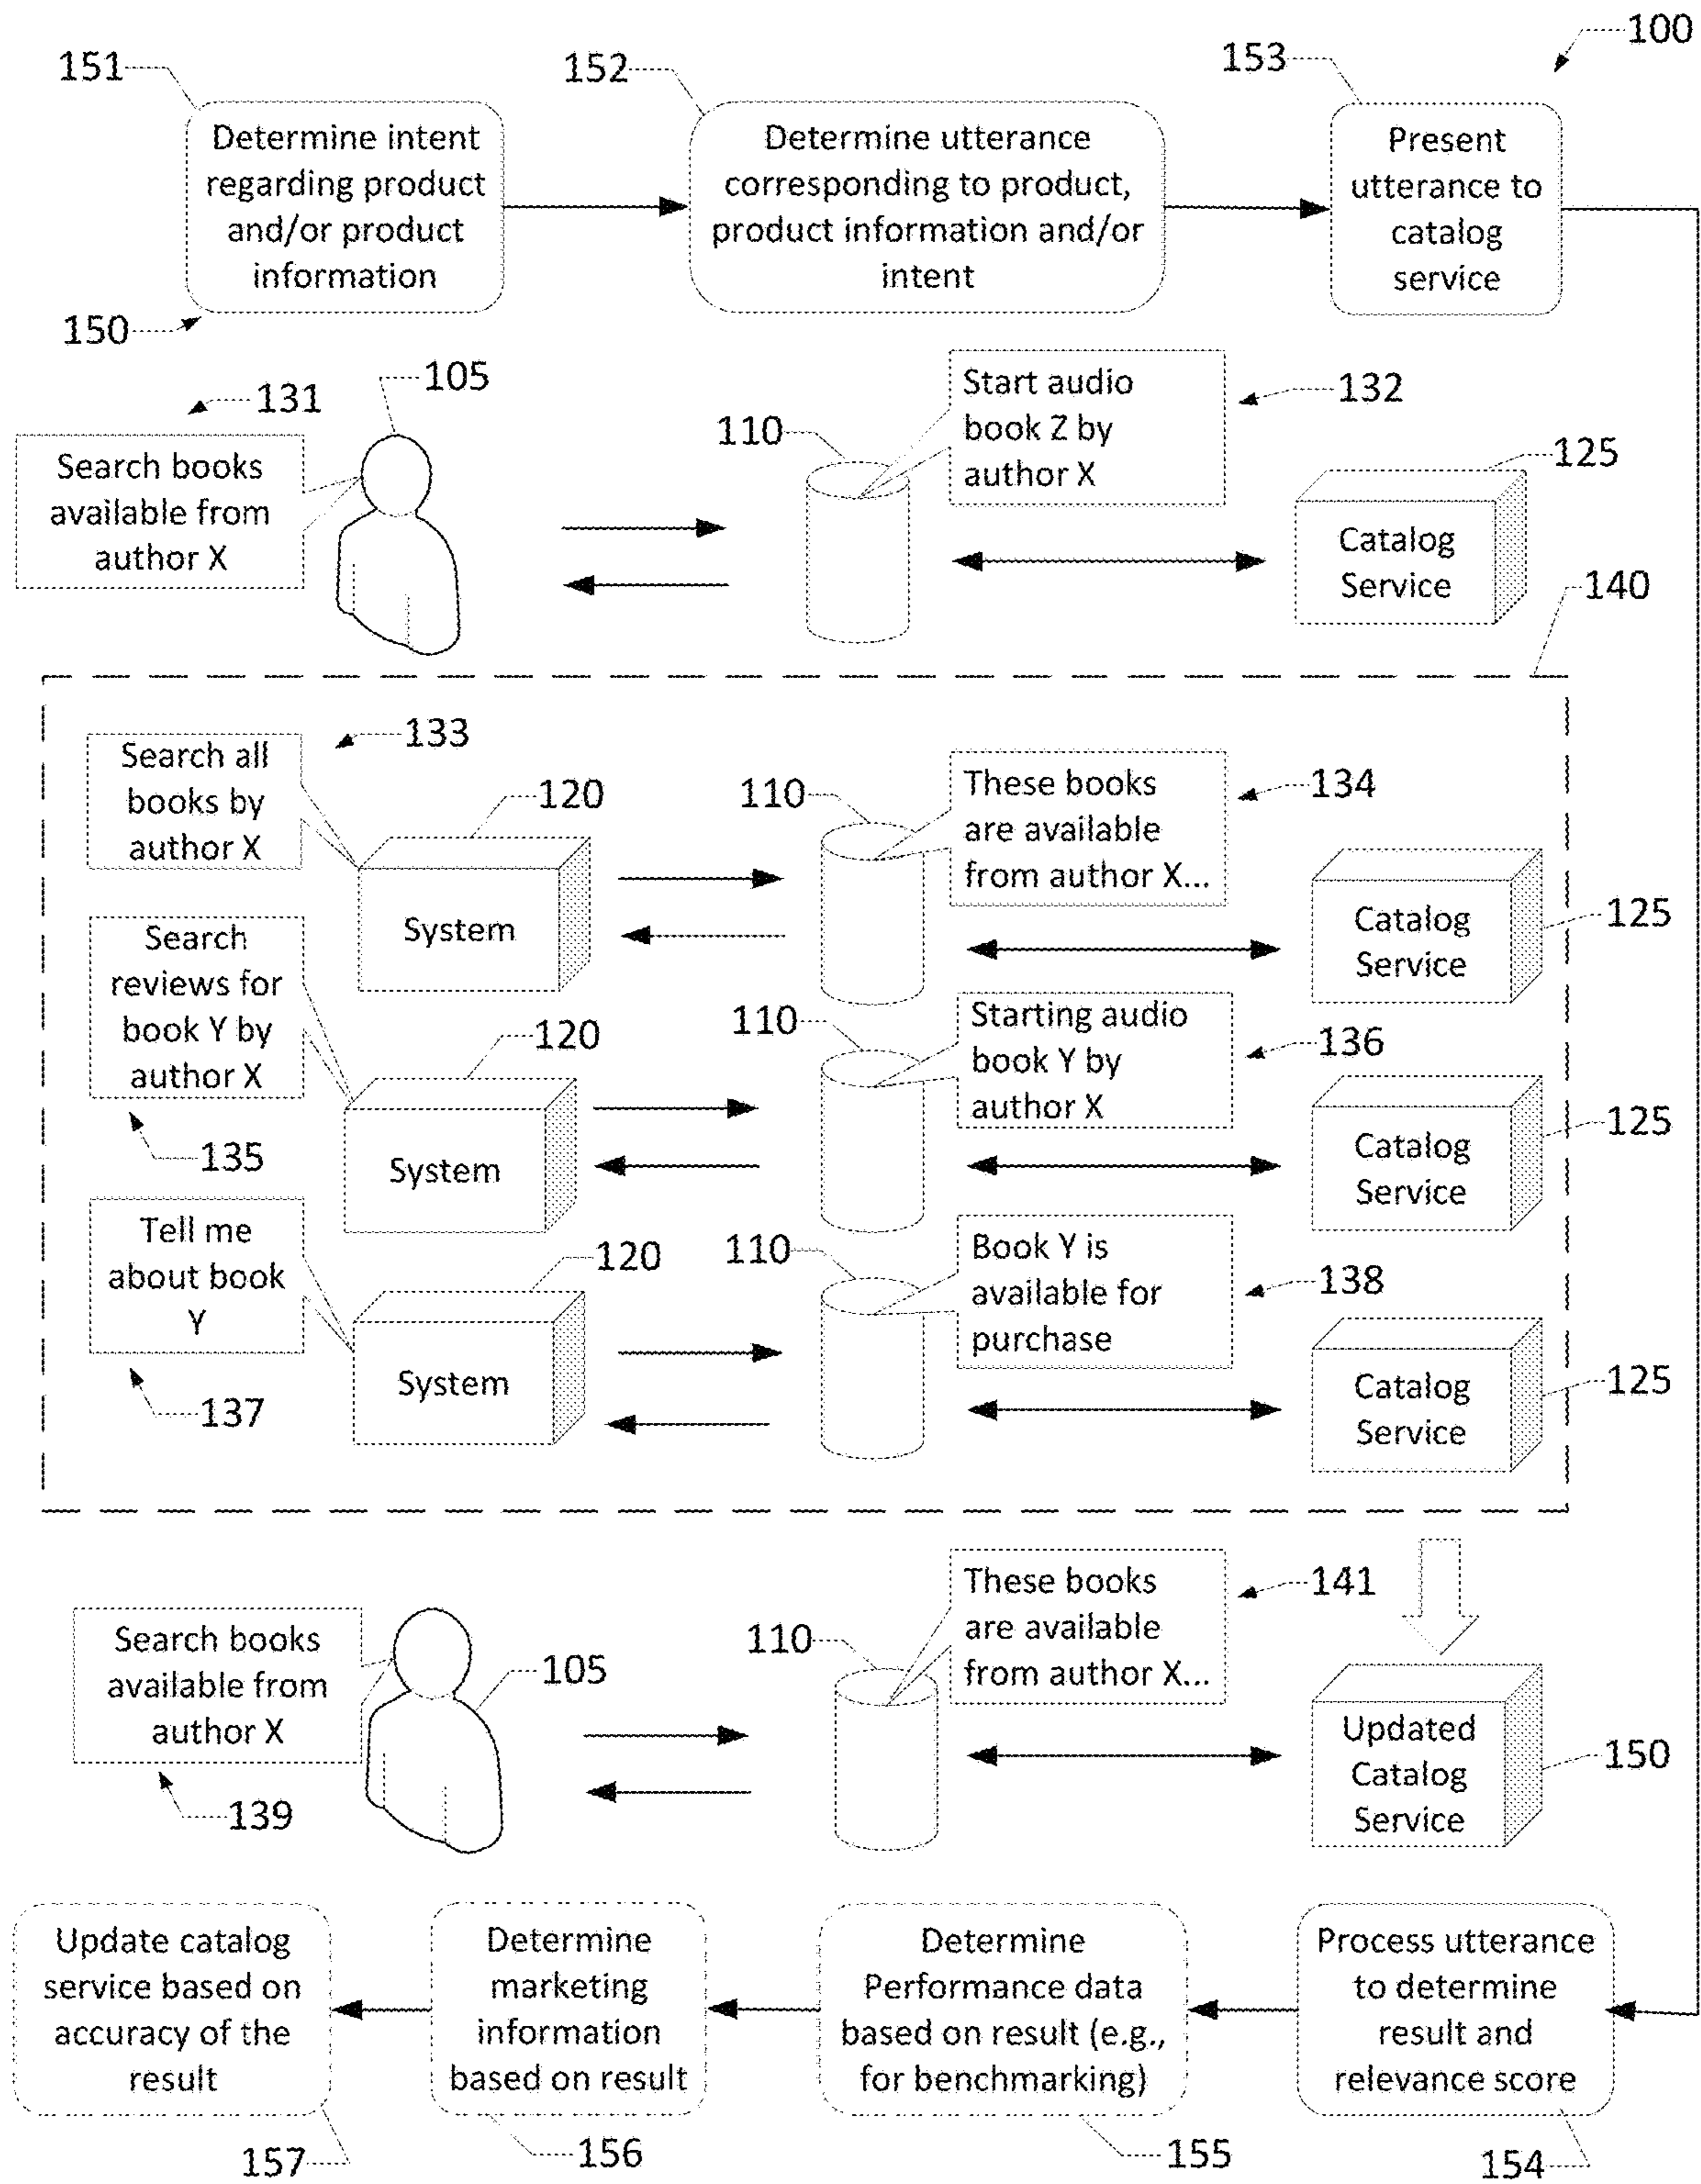 100
151
152
153
Determine intent
regarding product
and/or product
information
Determine utterance
corresponding to product,
product information and/or
intent
Present
utterance to
catalog
service
150
131
105
110
132
125
Search books
available from
author X
Start audio
book Z by
author X
Catalog
Service
140
133
120
110
134
Search all
books by
author X
System
These books
are available
from author X...
Catalog
Service
125
Search
reviews for
book Y by
author X
135
120
System
110
Starting audio
book Y by
author X
136
Catalog
Service
125
Tell me
about book
Y
137
120
System
110
Book Y is
available for
purchase
138
Catalog
Service
125
Search books
available from
author X
139
105
110
These books
are available
from author X...
141
Updated
Catalog
Service
150
Update catalog
service based on
accuracy of the
result
Determine
marketing
information
based on result
Determine
Performance data
based on result (e.g.,
for benchmarking)
Process utterance
to determine
result and
relevance score
157
156
155
154